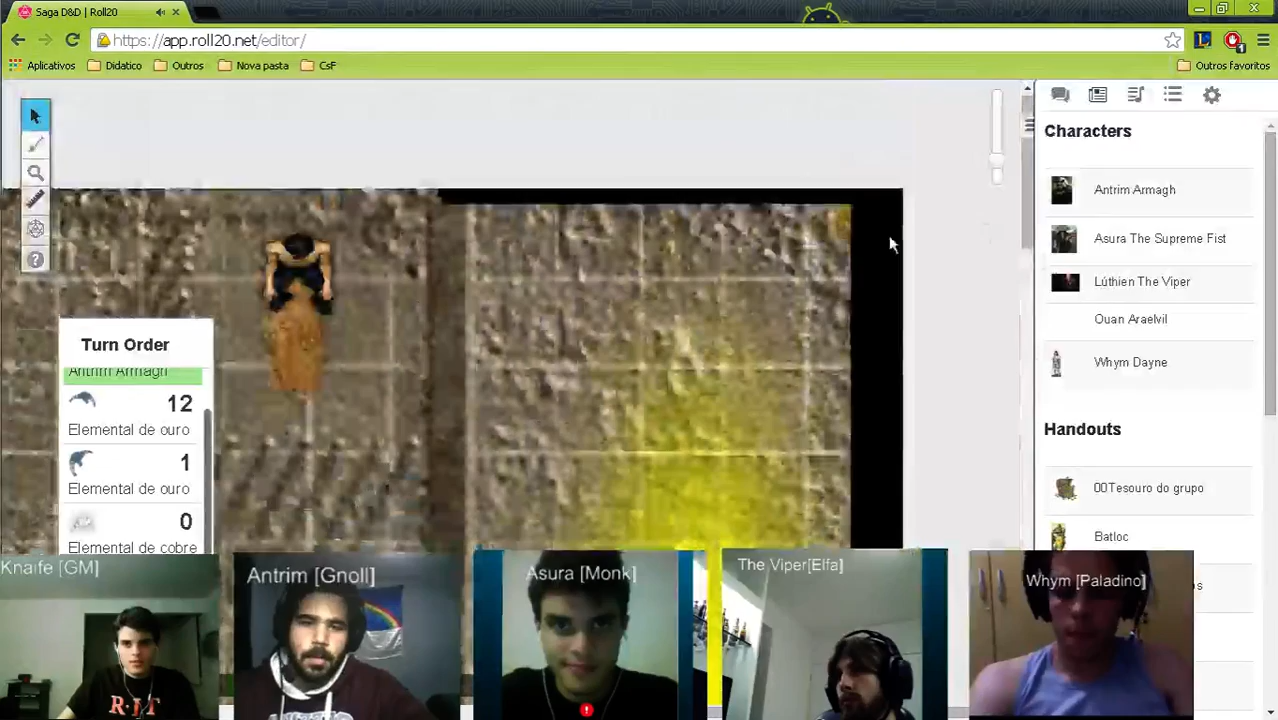 Saga D&D | Roll20
https://app.roll20.net/editor/
Aplicativos
Didatico
Outros
Nova pasta
CsF
Outros favoritos
Characters
Antrim Armagh
Asura The Supreme Fist
Lúthien The Viper
Ouan Araelvil
Whym Dayne
Handouts
00Tesouro do grupo
Batloc
Turn Order
Antrim Armagh
12
Elemental de ouro
1
Elemental de ouro
0
Elemental de cobre
Knaife [GM]
Antrim [Gnoll]
Asura [Monk]
The Viper[Elfa]
Whym [Paladino]
R·I·T